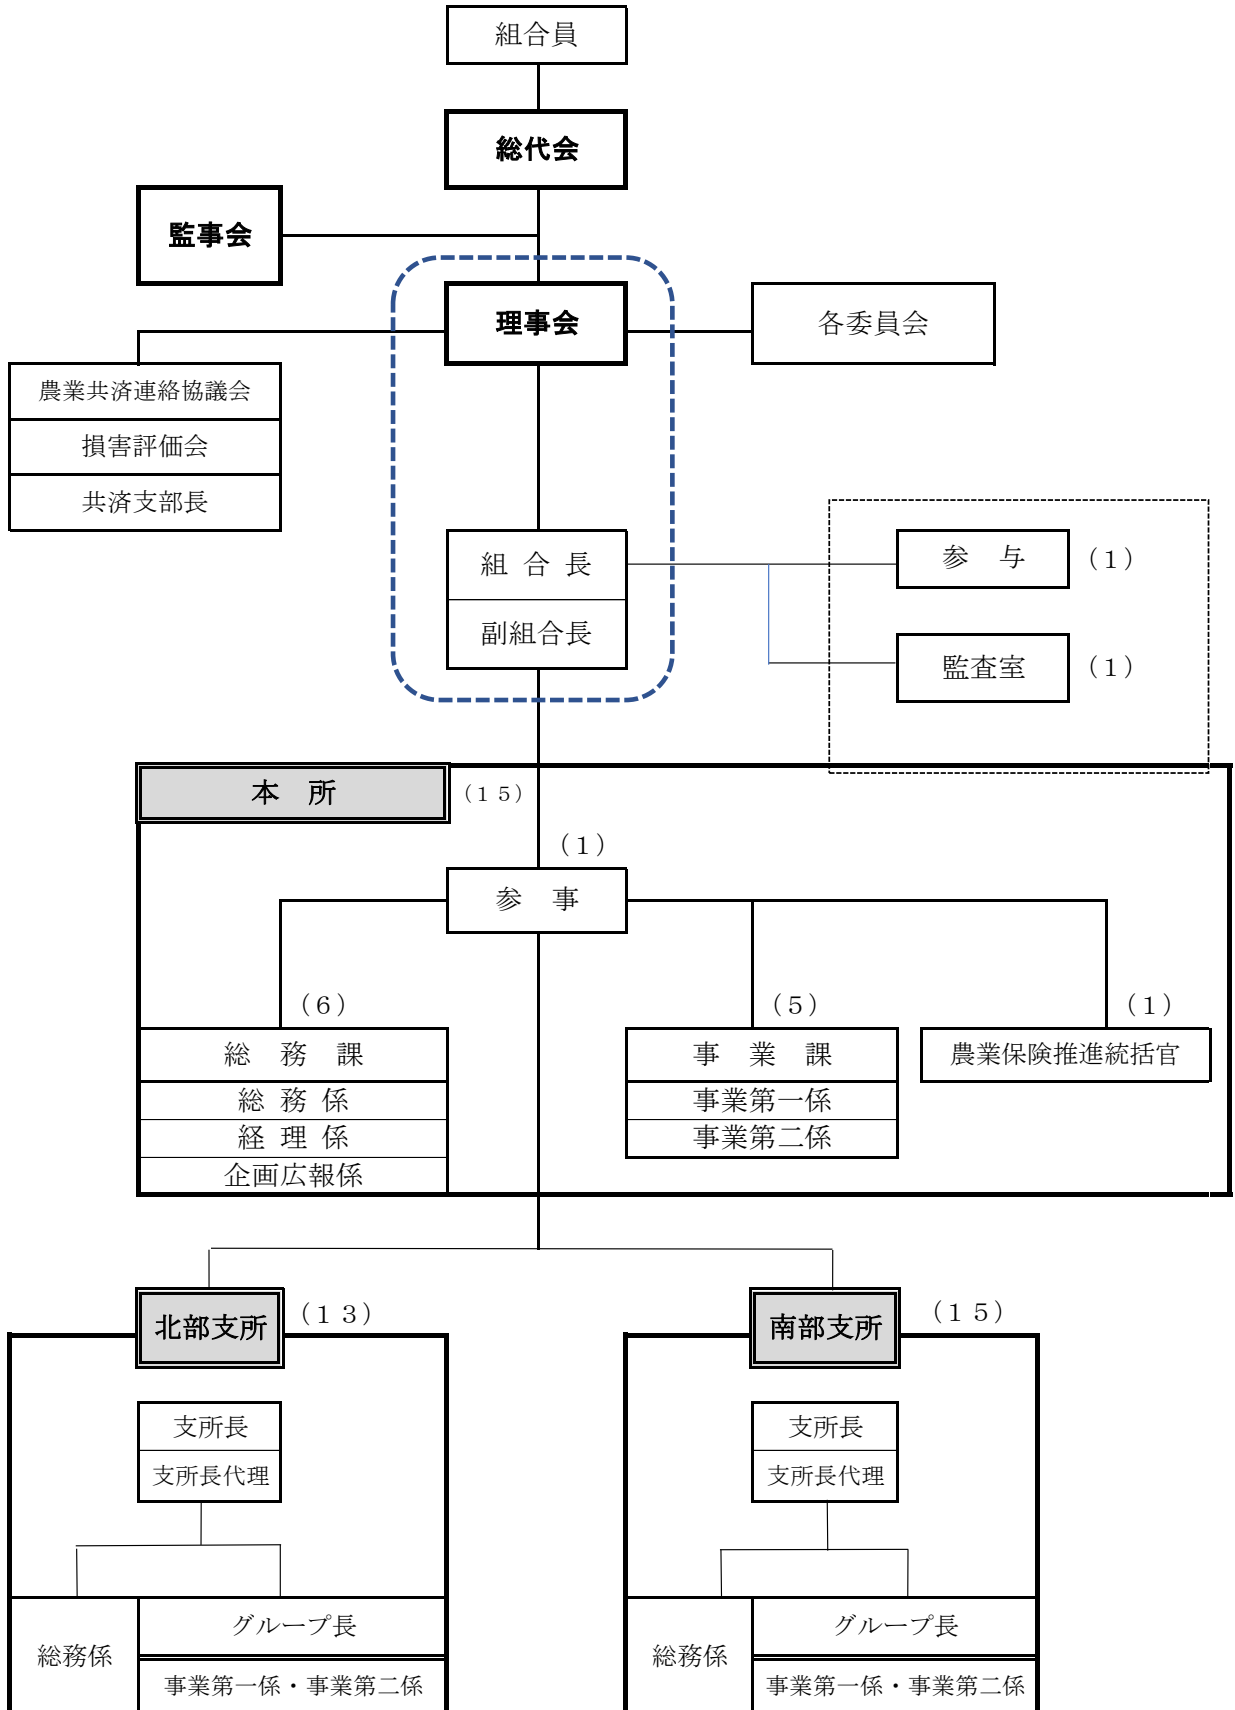 組合員
総代会
監事会
理事会
各委員会
農業共済連絡協議会
損害評価会
共済支部長
組 合 長
副組合長
参　与
（１）
監査室
（１）
本　所
（１５）
（１）
参　事
（６）
（５）
（１）
総　務　課
総 務 係
経 理 係
企画広報係
事　業　課
事業第一係
事業第二係
農業保険推進統括官
北部支所
（１３）
南部支所
（１５）
支所長
支所長代理
支所長
支所長代理
総務係
グループ長
事業第一係・事業第二係
総務係
グループ長
事業第一係・事業第二係